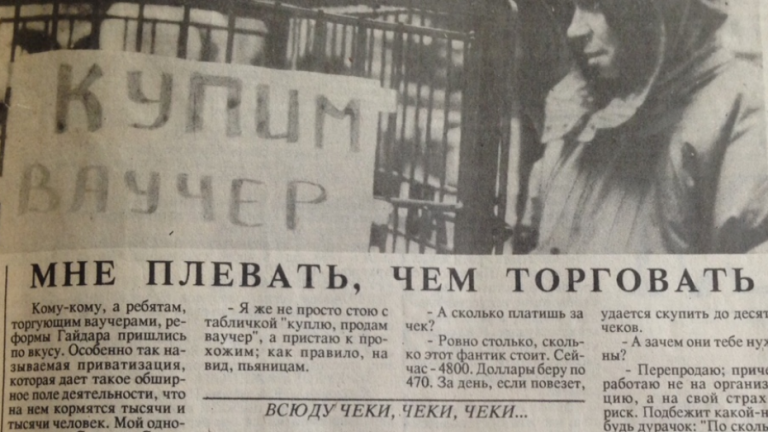 КУПИМ
ВАУЧЕР
МНЕ ПЛЕВАТЬ, ЧЕМ ТОРГОВАТЬ
Кому-кому, а ребятам,
торгующим ваучерами, ре-
формы Гайдара пришлись
по вкусу. Особенно так на-
зываемая приватизация,
которая дает такое обшир-
ное поле деятельности, что
на нем кормятся тысячи и
тысячи человек. Мой одно-
- Я же не просто стою с
табличкой "куплю, продам
ваучер", а пристаю к про-
хожим; как правило, на
вид, пьяницам.
- А сколько платишь за
чек?
- Ровно столько, сколь-
ко этот фантик стоит. Сей-
час - 4800. Доллары беру по
470. За день, если повезет,
удается скупить до десят
чеков.
- А зачем они тебе нуж
ны?
- Перепродаю; приче
работаю не на организ
цию, а на свой страх
риск. Подбежит какой-н
будь дурачок: "По сколь
ВСЮДУ ЧЕКИ, ЧЕКИ, ЧЕКИ...